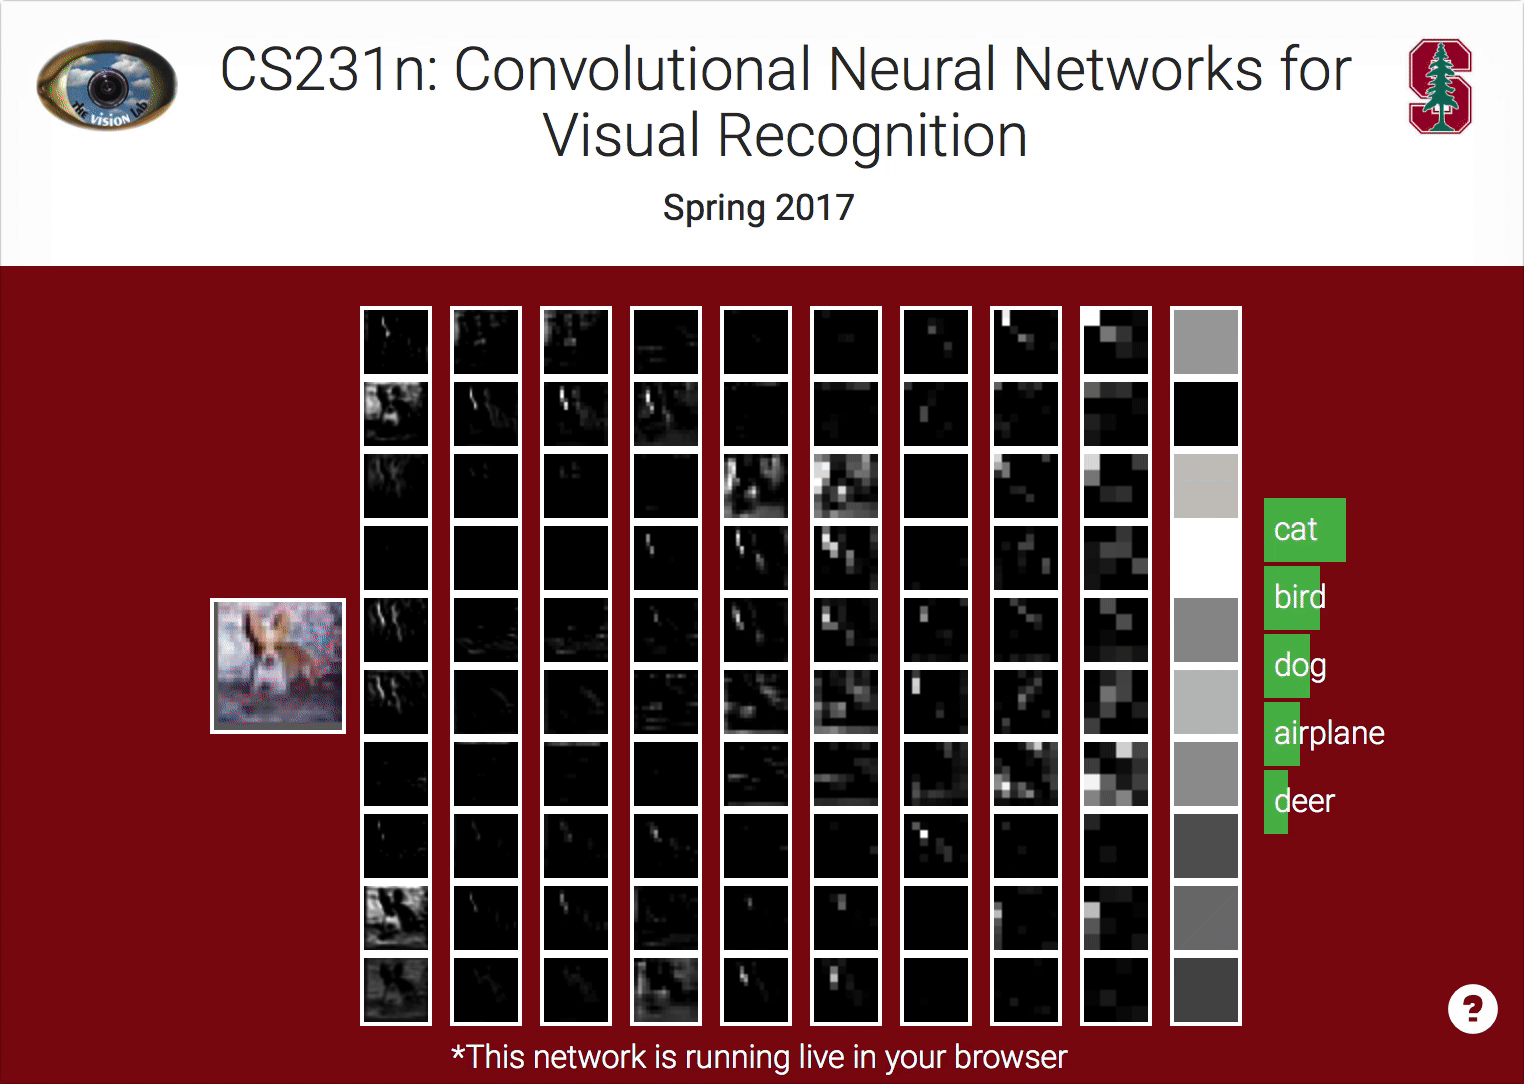 CS231n: Convolutional Neural Networks for
Visual Recognition
Spring 2017
THE VISION LAB
S
cat
bird
dog
airplane
deer
?
*This network is running live in your browser